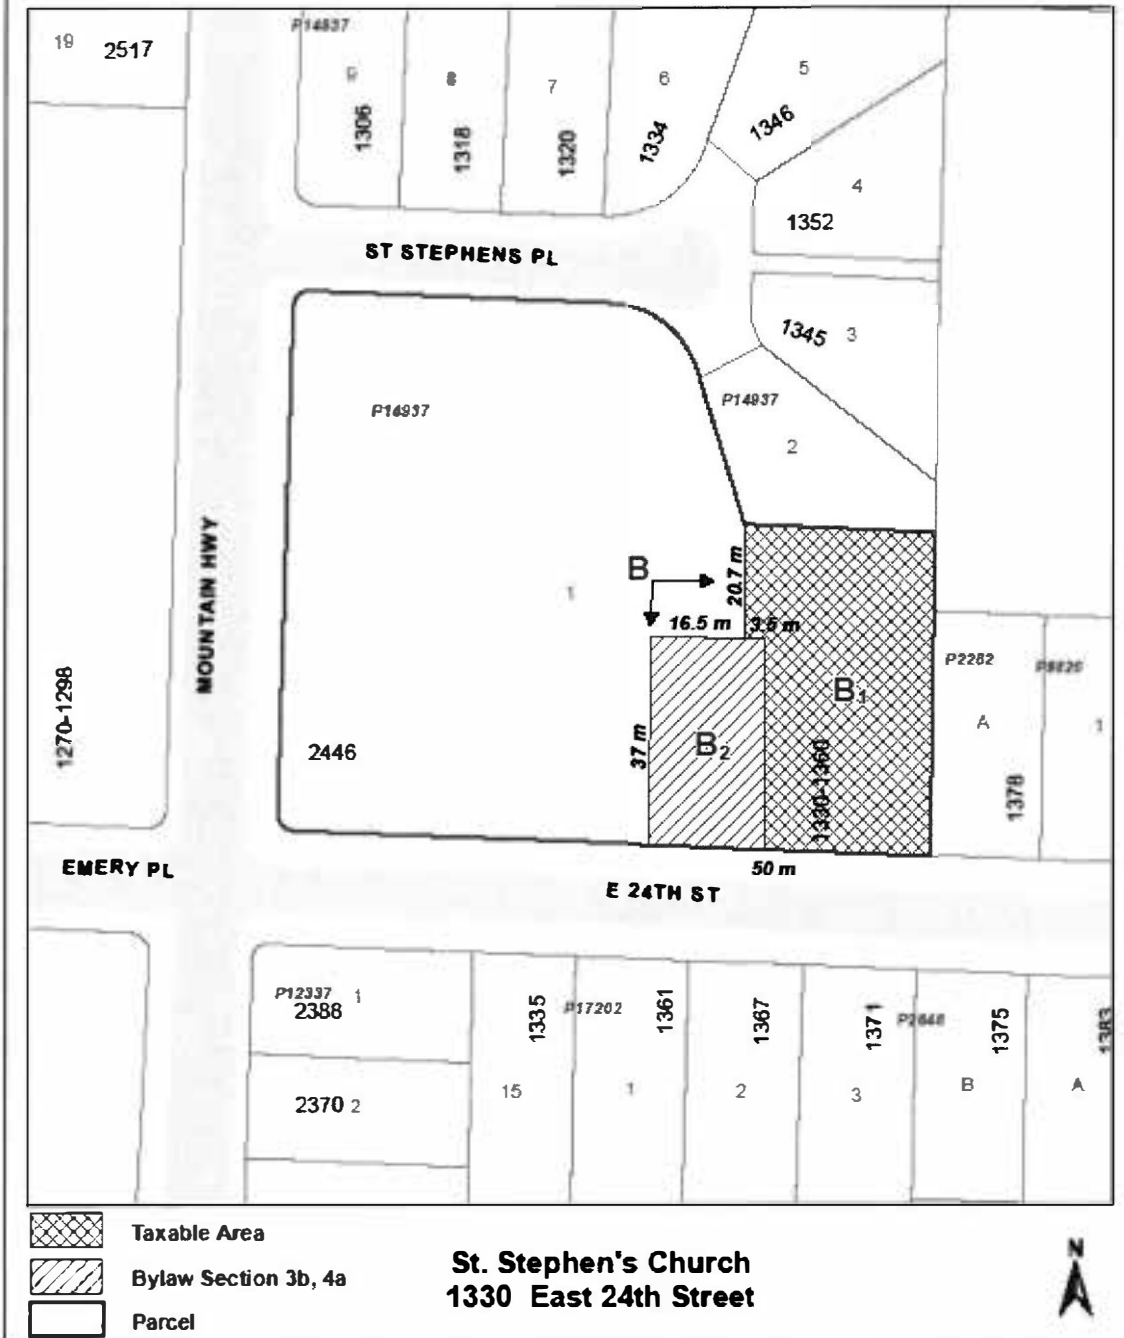 19 2517
P14937
9
8
7
6
5
1306
1318
1320
1334
1346
4
1352
ST STEPHENS PL
1345 3
P14937
P14937
2
MOUNTAIN HWY
B
20.7 m
1
16.5 m 3.5 m
P2282
P8825
1270-1298
B1
A
1
37 m
B2
2446
1330-1360
1378
EMERY PL
50 m
E 24TH ST
P12337 1
2388
1335
P17202
1361
1367
1371
P2648
1375
1383
2370 2
15
1
2
3
B
A
Taxable Area
Bylaw Section 3b, 4a
Parcel
St. Stephen's Church
1330 East 24th Street
N